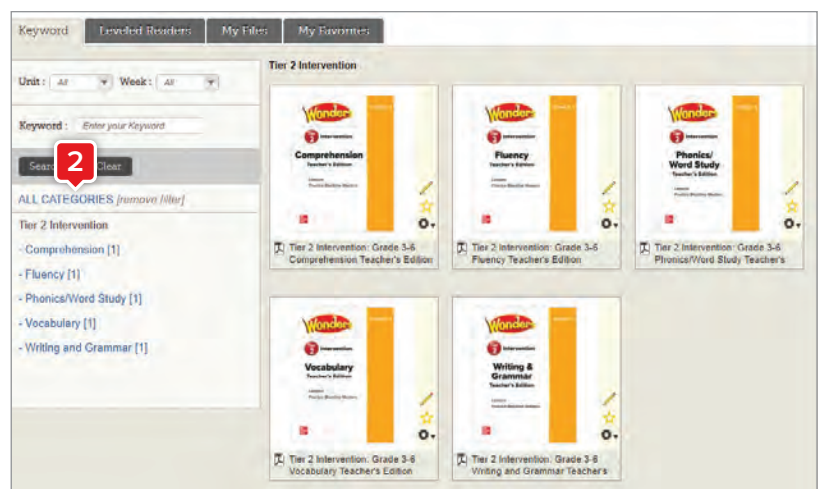 Keyword Leveled Readers My Files My Favorites
Unit : All Week : All
Keyword : Enter your Keyword
2 Clear
ALL CATEGORIES [remove filter]
Tier 2 Intervention
- Comprehension [1]
- Fluency [1]
- Phonics/Word Study [1]
- Vocabulary [1]
- Writing and Grammar [1]
Tier 2 Intervention
Wonders
Intervention
Comprehension
Teacher's Edition
Tier 2 Intervention: Grade 3-6
Comprehension Teacher's Edition
Wonders
Intervention
Fluency
Teacher's Edition
Tier 2 Intervention: Grade 3-6
Fluency Teacher's Edition
Wonders
Intervention
Phonics/
Word Study
Teacher's Edition
Tier 2 Intervention: Grade 3-6
Phonics/Word Study Teacher's
Wonders
Intervention
Vocabulary
Teacher's Edition
Tier 2 Intervention: Grade 3-6
Vocabulary Teacher's Edition
Wonders
Intervention
Writing &
Grammar
Teacher's Edition
Tier 2 Intervention: Grade 3-6
Writing and Grammar Teacher's